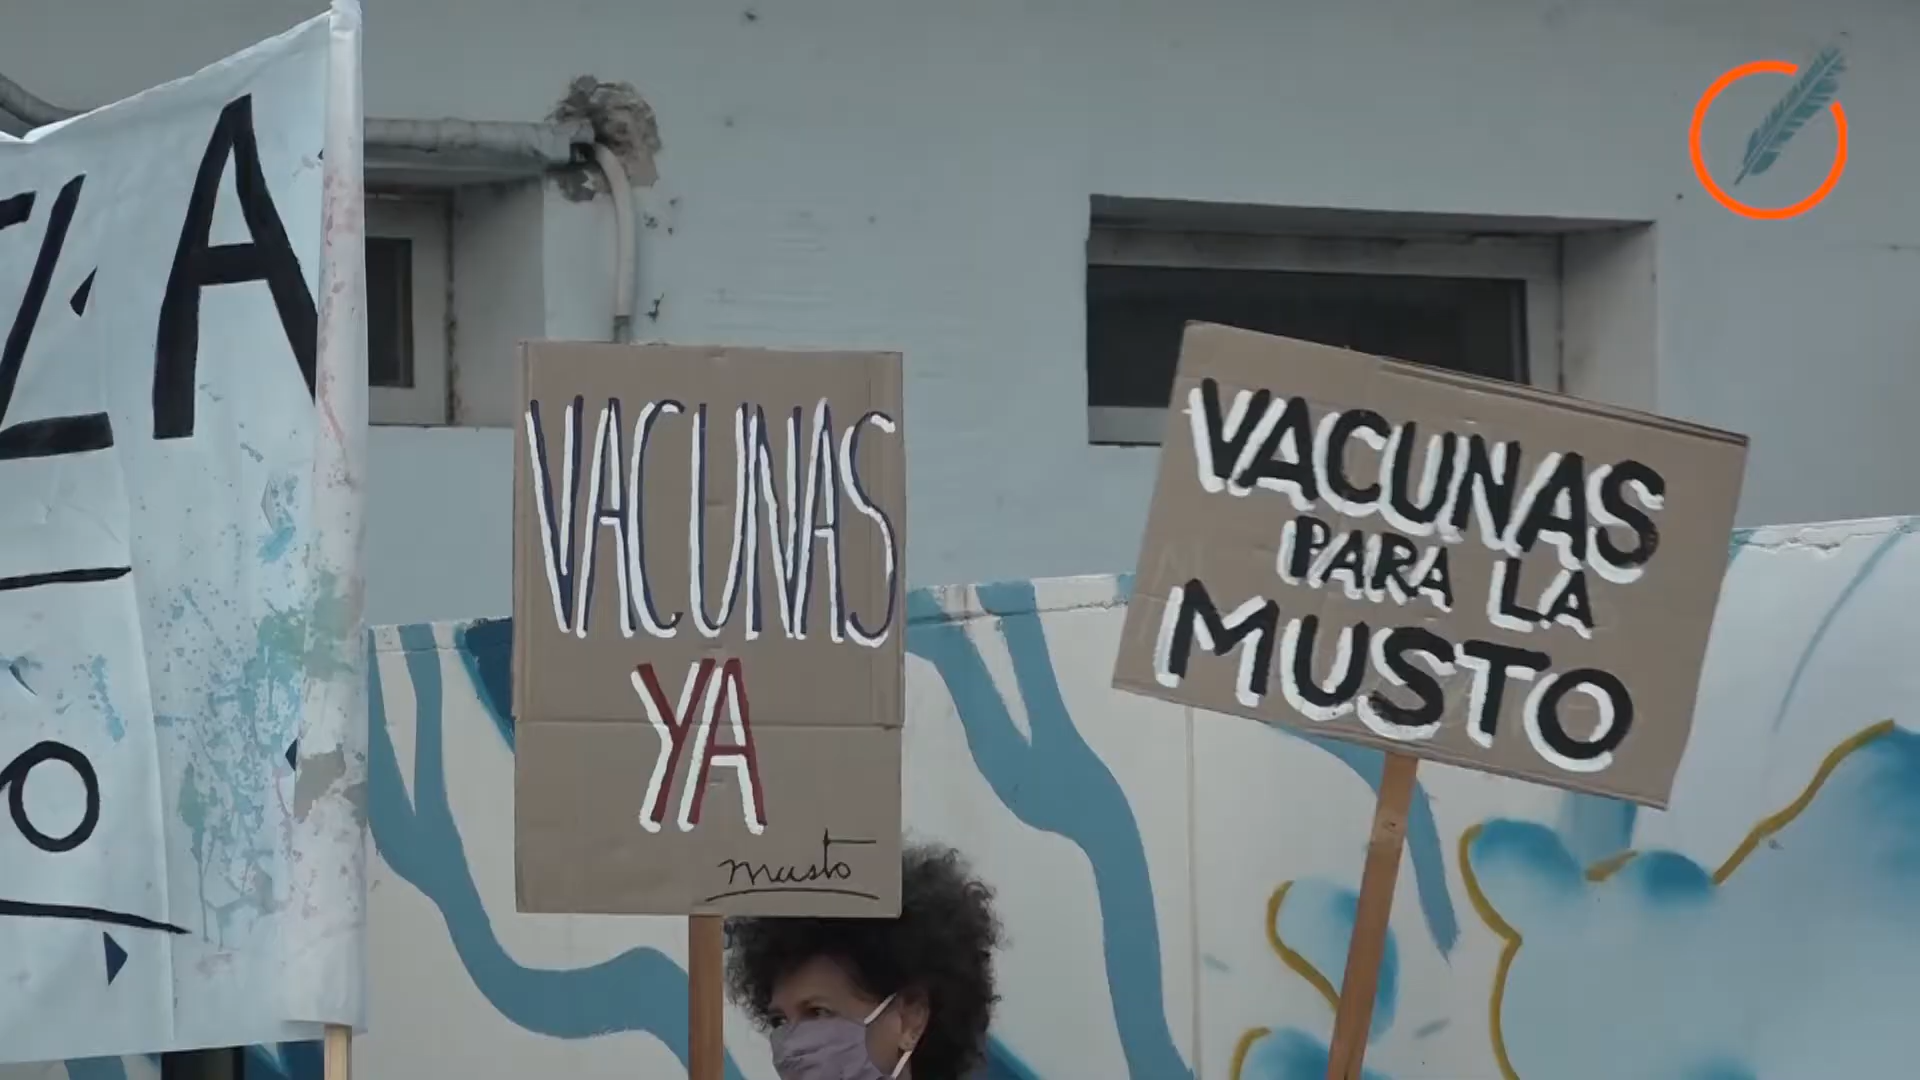 VACUNAS
YA
musto
VACUNAS
PARA LA
MUSTO